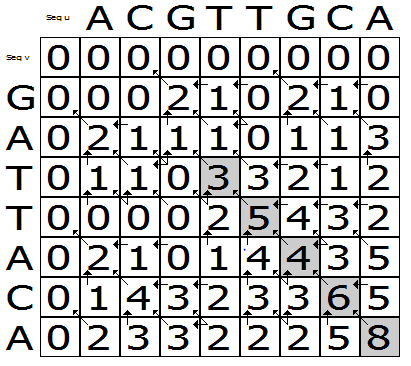 Seq u A C G T T G C A
Seq v 0 0 0 0 0 0 0 0 0
G 0 0 0 2 1 0 2 1 0
A 0 2 1 1 1 0 1 1 3
T 0 1 1 0 3 3 2 1 2
T 0 0 0 0 2 5 4 3 2
A 0 2 1 0 1 4 4 3 5
C 0 1 4 3 2 3 3 6 5
A 0 2 3 3 2 2 2 5 8